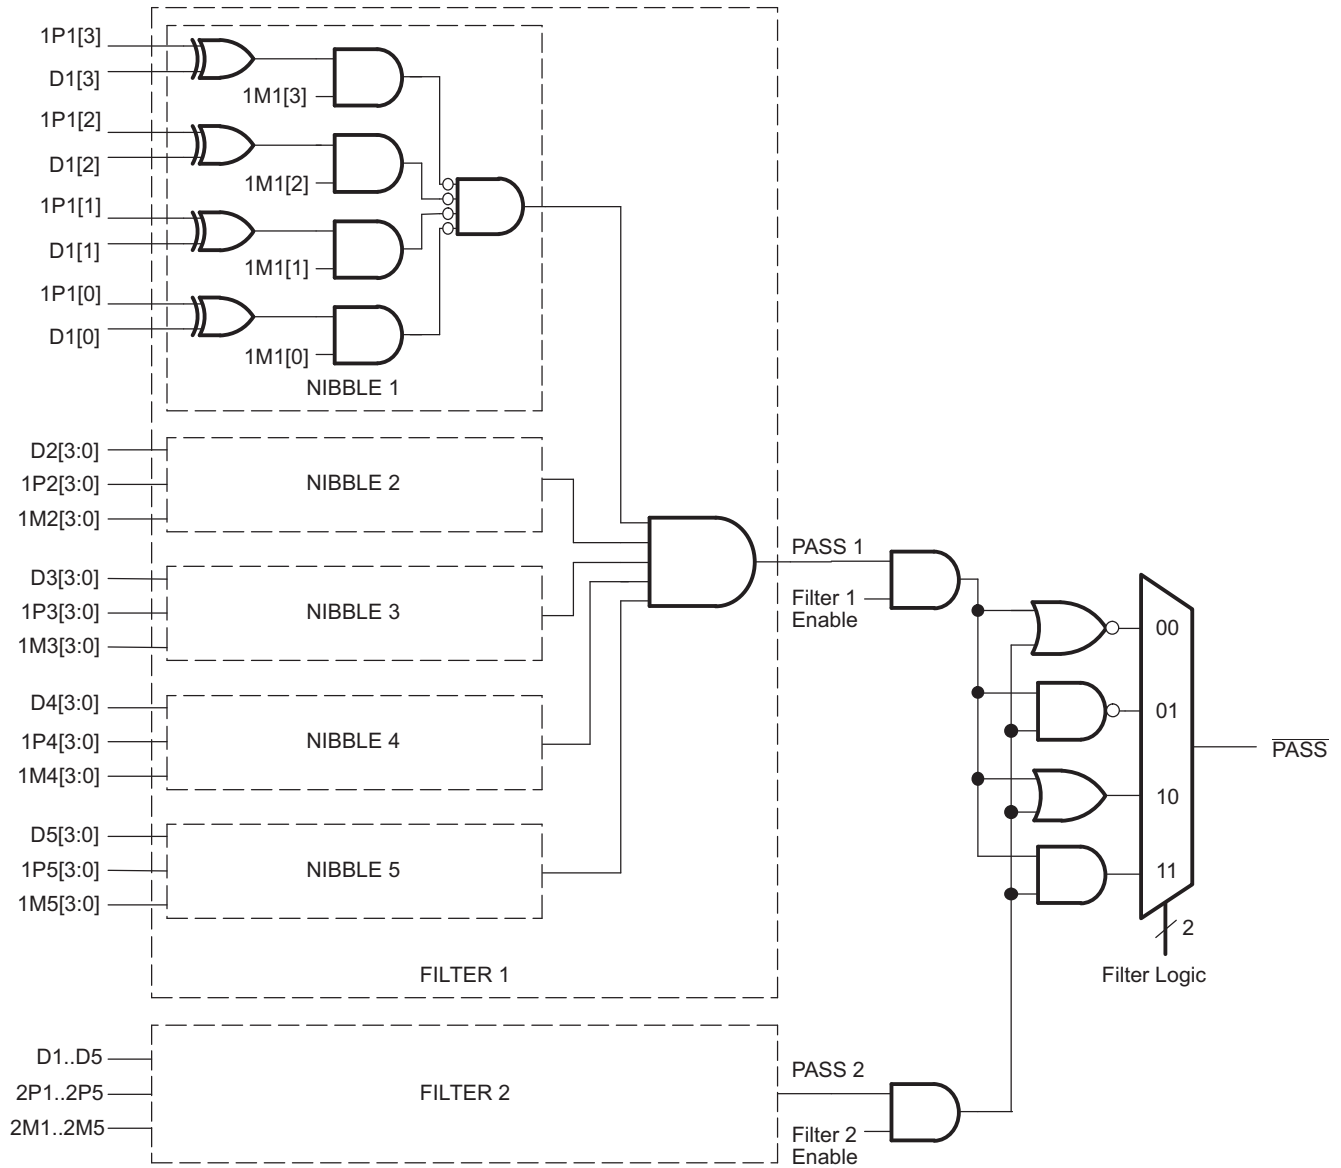 1P1[3]
D1[3]
1M1[3]
1P1[2]
D1[2]
1M1[2]
1P1[1]
D1[1]
1M1[1]
1P1[0]
D1[0]
1M1[0]
NIBBLE 1
D2[3:0]
1P2[3:0]
1M2[3:0]
NIBBLE 2
D3[3:0]
1P3[3:0]
1M3[3:0]
NIBBLE 3
D4[3:0]
1P4[3:0]
1M4[3:0]
NIBBLE 4
D5[3:0]
1P5[3:0]
1M5[3:0]
NIBBLE 5
FILTER 1
PASS 1
Filter 1
Enable
00
01
10
11
PASS
2
Filter Logic
D1..D5
2P1..2P5
2M1..2M5
FILTER 2
PASS 2
Filter 2
Enable